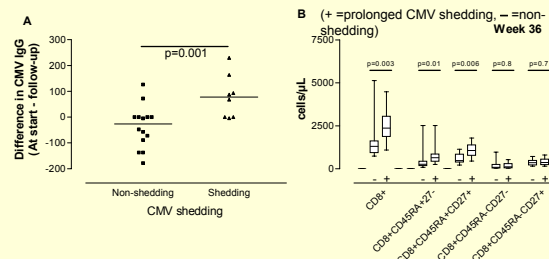 A
p=0.001
Difference in CMV IgG
(At start - follow-up)
300
200
100
0
-100
-200
Non-shedding
Shedding
CMV shedding
B
(+ =prolonged CMV shedding, – =non-
shedding)
Week 36
p=0.003
p=0.01
p=0.006
p=0.8
p=0.7
cells/µL
7500
5000
2500
0
- + - + - + - + - +
CD8+
CD8+CD45RA+27-
CD8+CD45RA+CD27+
CD8+CD45RA-CD27-
CD8+CD45RA-CD27+